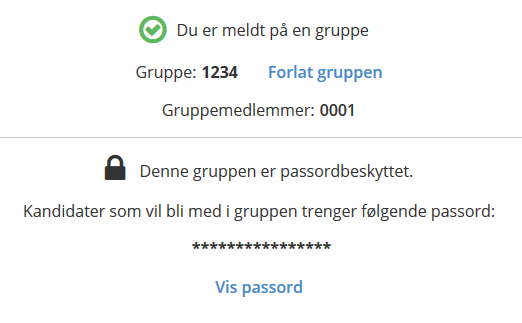 Du er meldt på en gruppe
Gruppe: 1234 Forlat gruppen
Gruppemedlemmer: 0001
Denne gruppen er passordbeskyttet.
Kandidater som vil bli med i gruppen trenger følgende passord:
****************
Vis passord